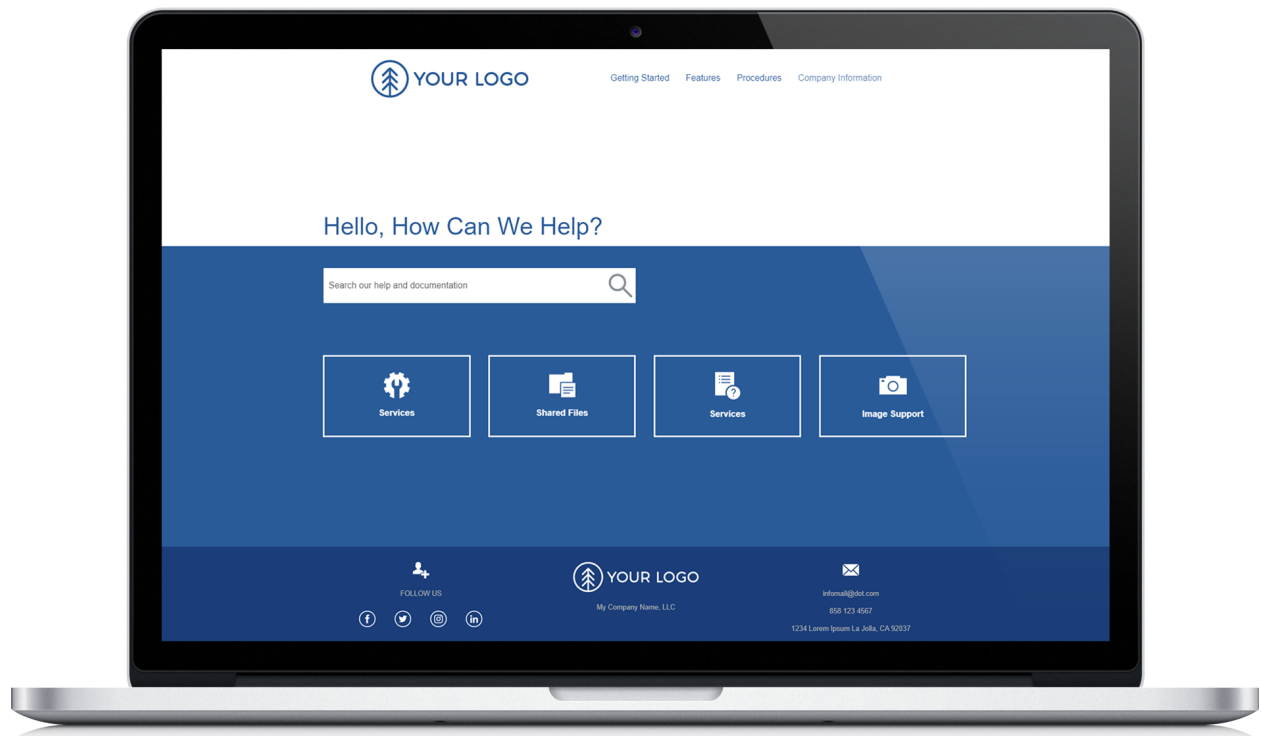 YOUR LOGO
Getting Started Features Procedures Company Information
Hello, How Can We Help?
Search our help and documentation
Services Shared Files Services Image Support
FOLLOW US
YOUR LOGO
My Company Name, LLC
infomail@dot.com
858 123 4567
1234 Lorem Ipsum La Jolla, CA 92037